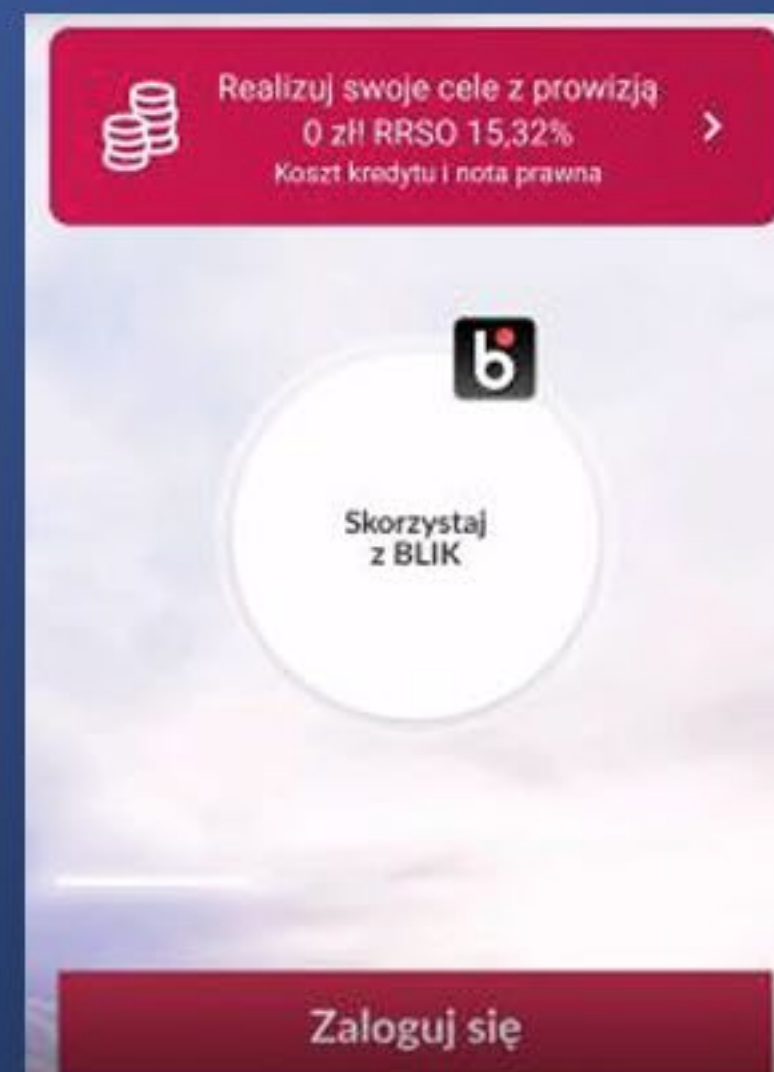 Realizuj swoje cele z prowizją
0 zł! RRSO 15,32%
Koszt kredytu i nota prawna
b
Skorzystaj
z BLIK
Zaloguj się